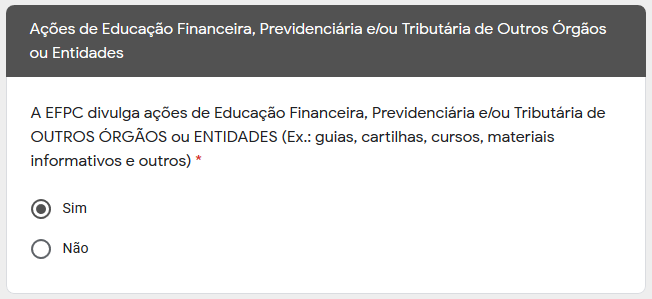 Ações de Educação Financeira, Previdenciária e/ou Tributária de Outros Órgãos
ou Entidades
A EFPC divulga ações de Educação Financeira, Previdenciária e/ou Tributária de
OUTROS ÓRGÃOS ou ENTIDADES (Ex.: guias, cartilhas, cursos, materiais
informativos e outros) *
Sim
Não